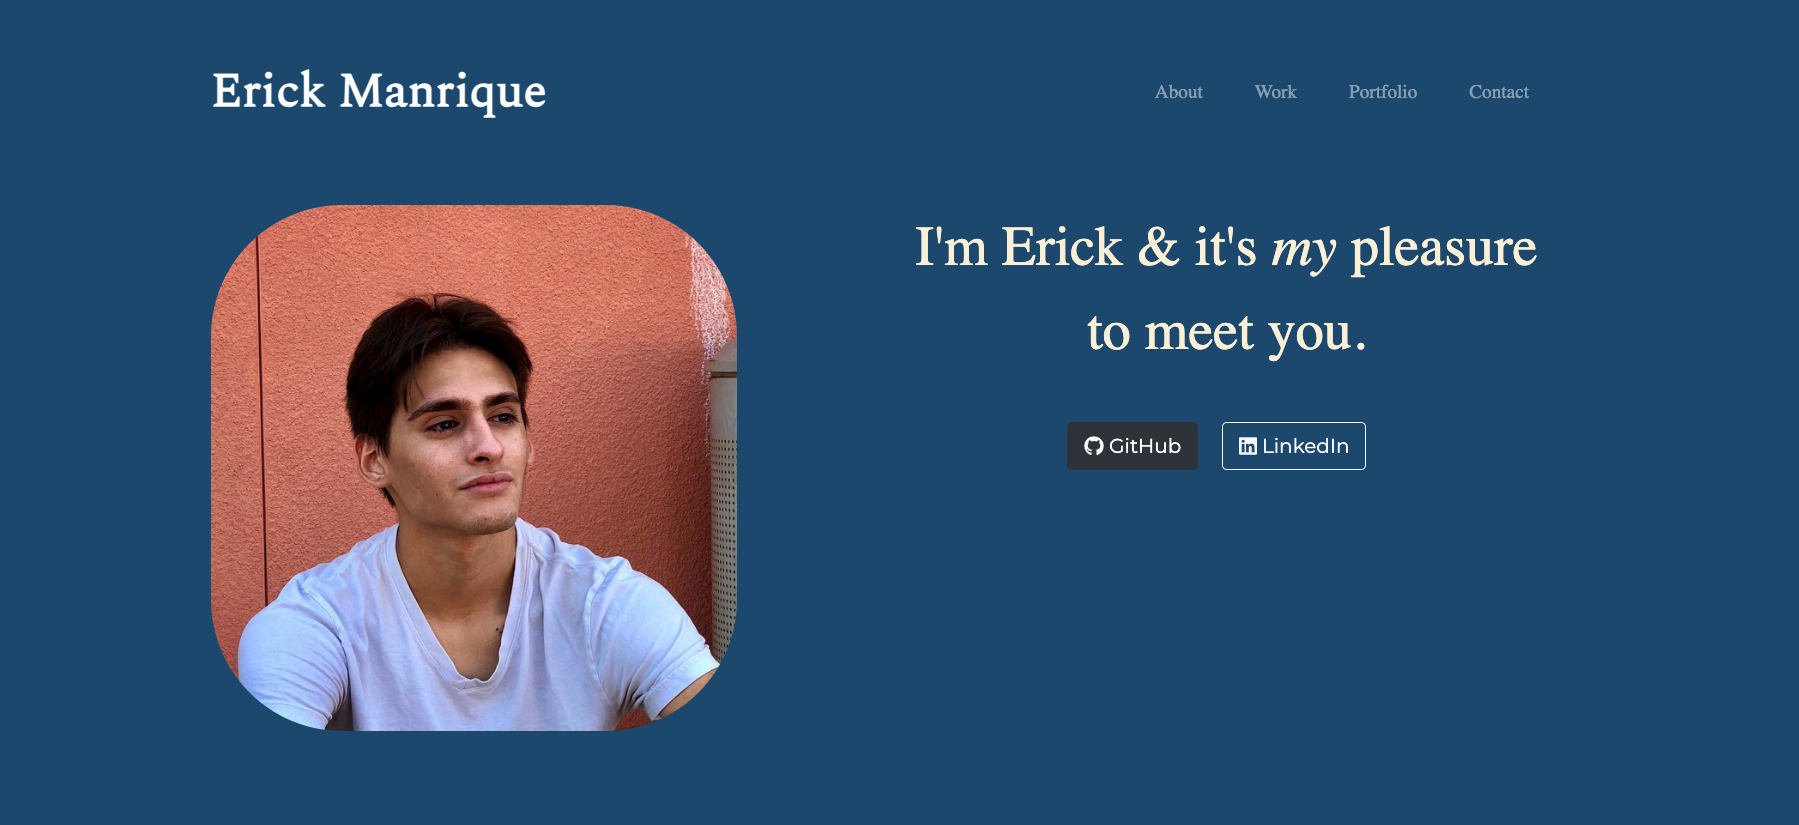 Erick Manrique
About Work Portfolio Contact
I'm Erick & it's my pleasure
to meet you.
GitHub LinkedIn